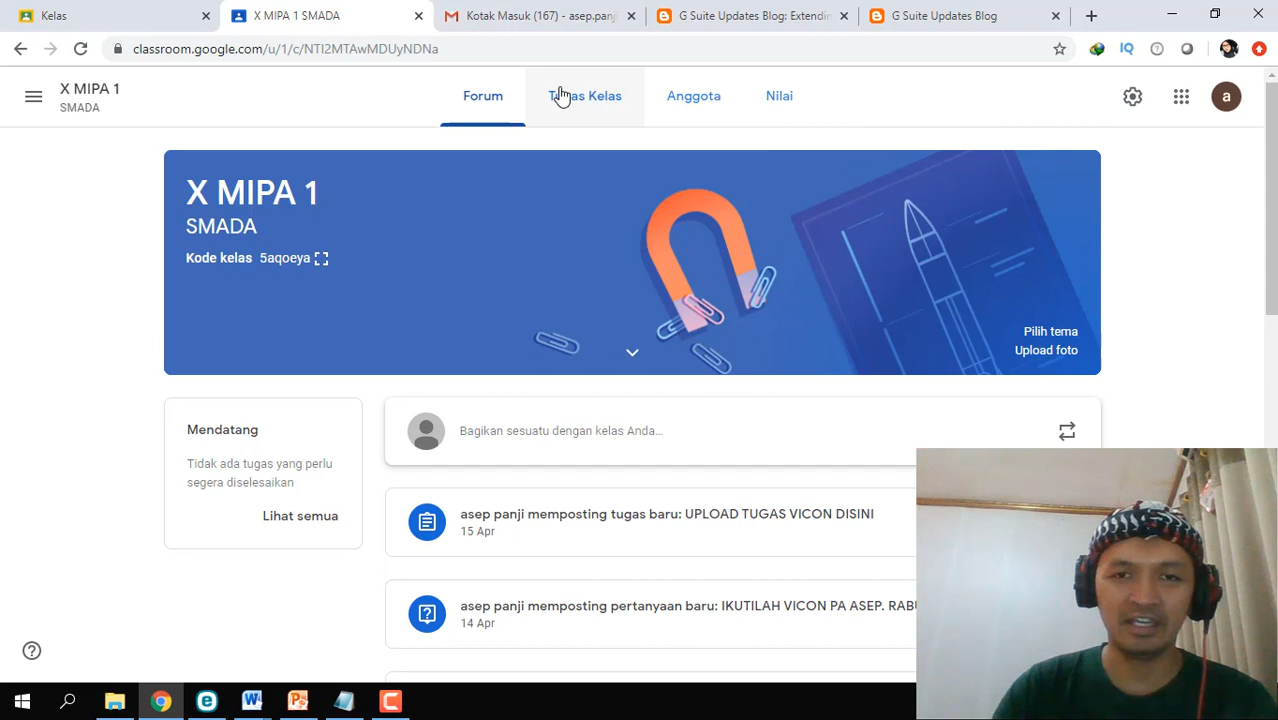 Kelas
X MIPA 1 SMADA
Kotak Masuk (167) - asep.panji
G Suite Updates Blog: Extendin
G Suite Updates Blog
classroom.google.com/u/1/c/NTI2MTAwMDUyNDNa
IQ
X MIPA 1
SMADA
Forum
Tugas Kelas
Anggota
Nilai
a
X MIPA 1
SMADA
Kode kelas 5aqoeya
Pilih tema
Upload foto
Mendatang
Tidak ada tugas yang perlu
segera diselesaikan
Lihat semua
Bagikan sesuatu dengan kelas Anda...
asep panji memposting tugas baru: UPLOAD TUGAS VICON DISINI
15 Apr
asep panji memposting pertanyaan baru: IKUTILAH VICON PA ASEP. RABU
14 Apr